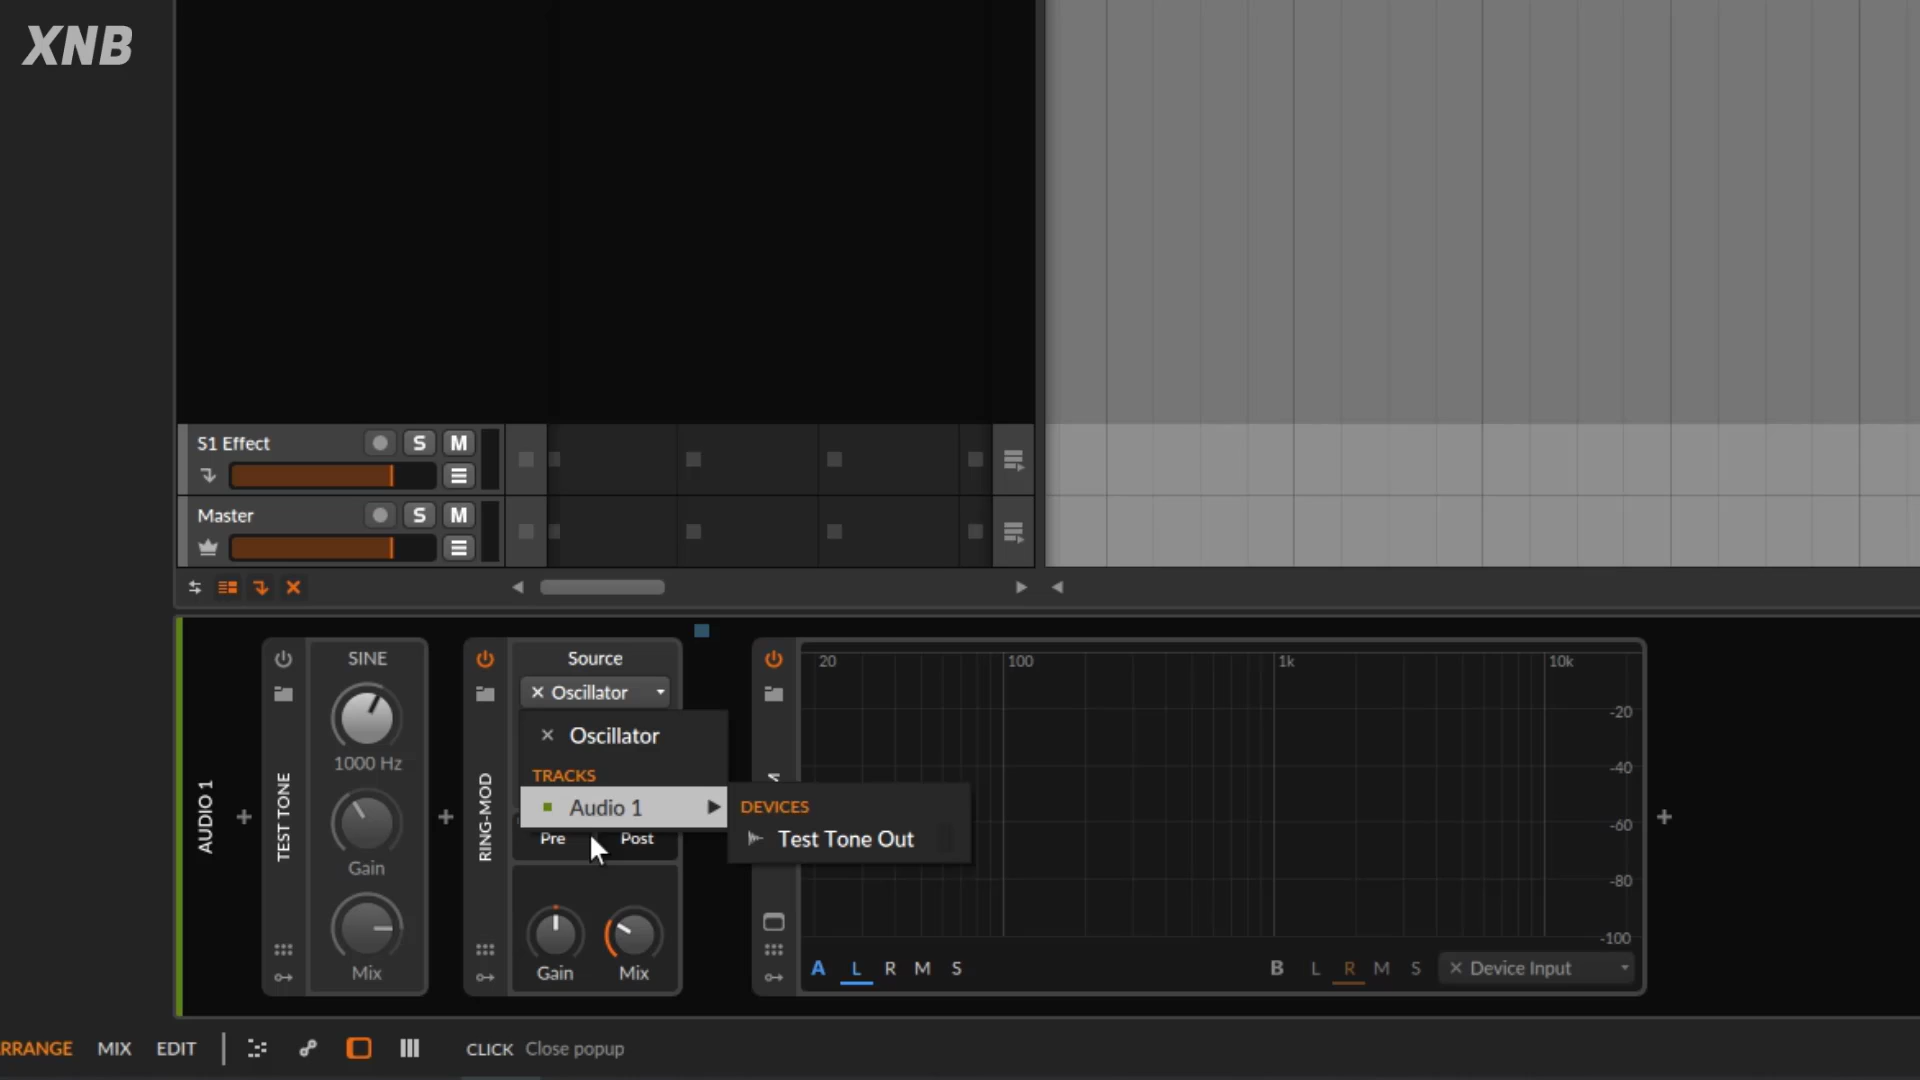 XNB
S1 Effect
S M
Master
S M
AUDIO 1
TEST TONE
SINE
1000 Hz
Gain
Mix
RING-MOD
Source
Oscillator
Oscillator
TRACKS
Audio 1
Pre Post
DEVICES
Test Tone Out
Gain Mix
20 100 1k 10k
-20
-40
-60
-80
-100
A L R M S
B L R M S Device Input
RRANGE MIX EDIT CLICK Close popup